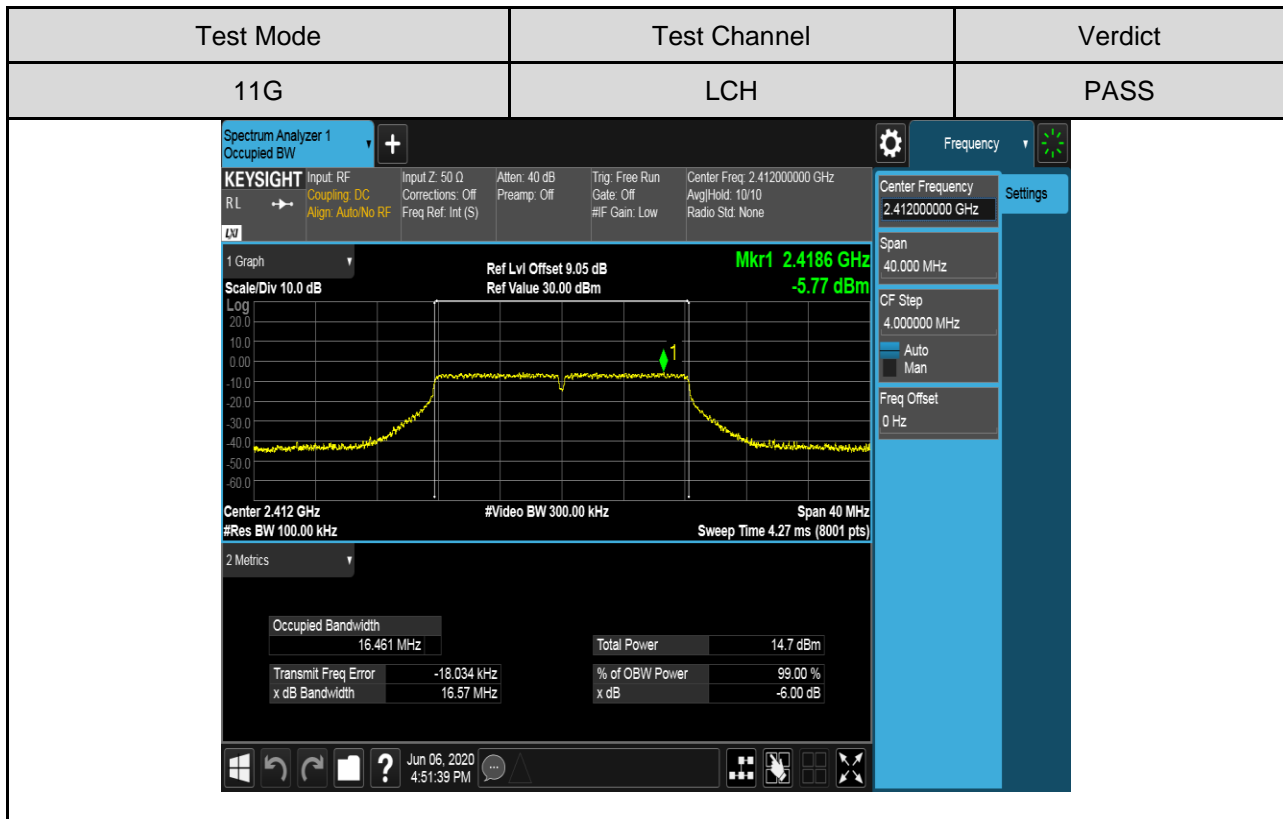 Test Mode Test Channel Verdict
11G LCH PASS
Spectrum Analyzer 1
Occupied BW
+
Frequency
KEYSIGHT Input: RF Input Z: 50 Ω Atten: 40 dB Trig: Free Run Center Freq: 2.412000000 GHz
RL Coupling: DC Corrections: Off Preamp: Off Gate: Off Avg|Hold: 10/10
Align: Auto/No RF Freq Ref: Int (S) #IF Gain: Low Radio Std: None
LXI
Center Frequency
2.412000000 GHz
Settings
Span
40.000 MHz
CF Step
4.000000 MHz
Auto
Man
Freq Offset
0 Hz
1 Graph
Ref Lvl Offset 9.05 dB
Mkr1 2.4186 GHz
Scale/Div 10.0 dB Ref Value 30.00 dBm -5.77 dBm
Log
20.0
10.0
0.00
-10.0
-20.0
-30.0
-40.0
-50.0
-60.0
1
Center 2.412 GHz #Video BW 300.00 kHz Span 40 MHz
#Res BW 100.00 kHz Sweep Time 4.27 ms (8001 pts)
2 Metrics
Occupied Bandwidth
16.461 MHz
Total Power 14.7 dBm
Transmit Freq Error -18.034 kHz % of OBW Power 99.00 %
x dB Bandwidth 16.57 MHz x dB -6.00 dB
?
Jun 06, 2020
4:51:39 PM